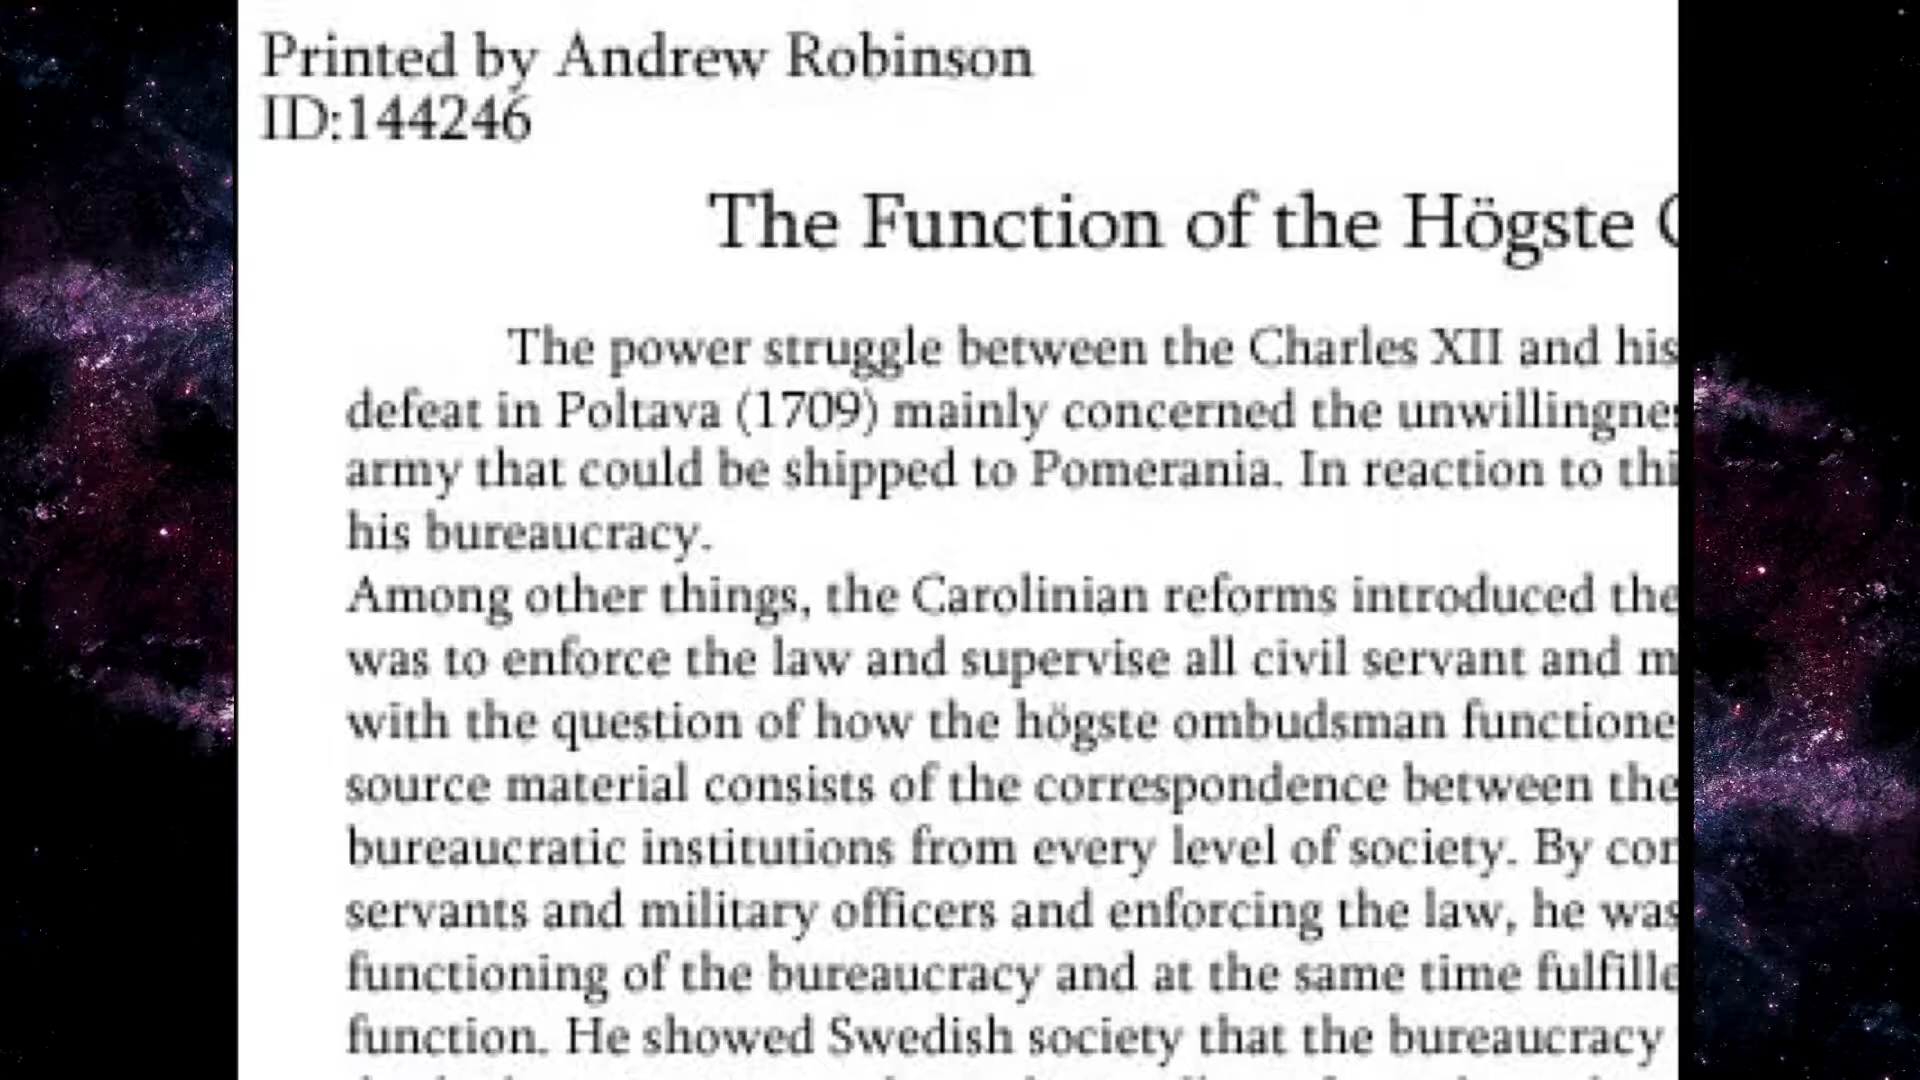 Printed by Andrew Robinson
ID:144246
The Function of the Högste
The power struggle between the Charles XII and his
defeat in Poltava (1709) mainly concerned the
army that could be shipped to Pomerania. In reaction to
his bureaucracy.
Among other things, the Carolinian reforms introduced the
was to enforce the law and supervise all civil servant and
with the question of how the högste ombudsman
source material consists of the correspondence between the
bureaucratic institutions from every level of society. By
servants and military officers and enforcing the law, he was
functioning of the bureaucracy and at the same time
function. He showed Swedish society that the bureaucracy